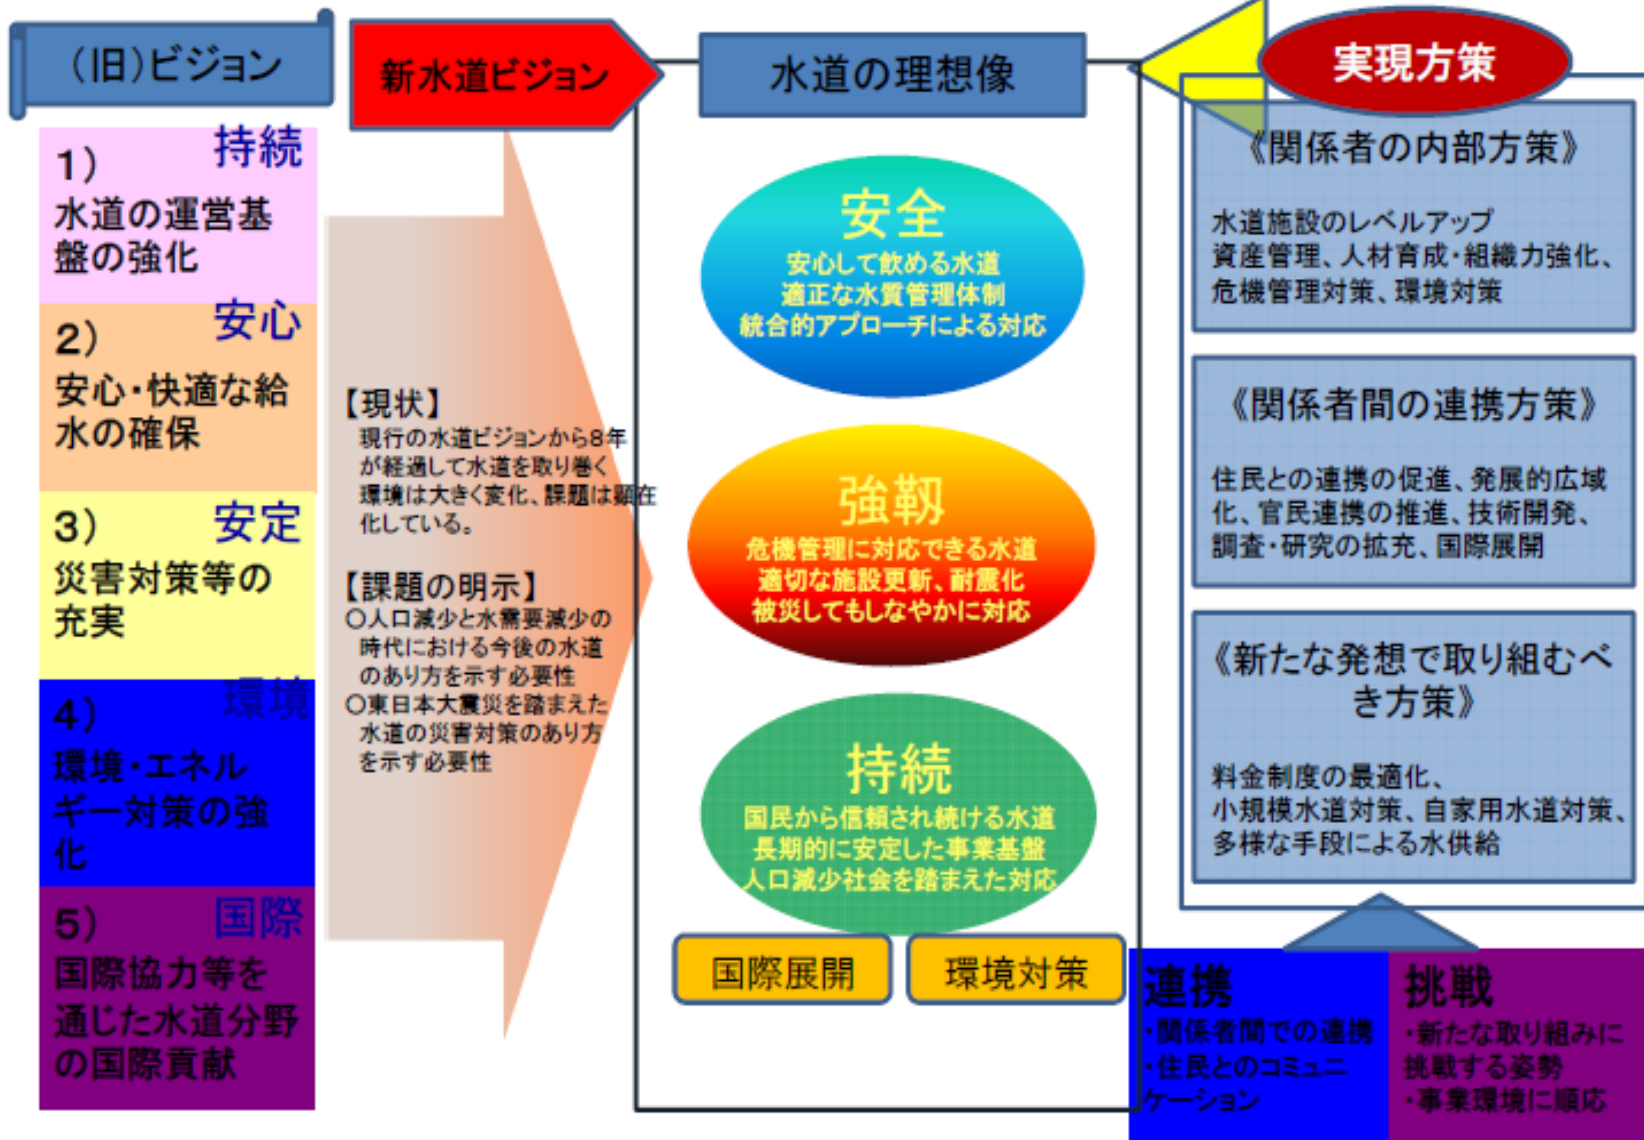 (旧)ビジョン
1)
持続
水道の運営基
盤の強化
2)
安心
安心・快適な給
水の確保
3)
安定
災害対策等の
充実
4)
環境
環境・エネル
ギー対策の強
化
5)
国際
国際協力等を
通じた水道分野
の国際貢献
新水道ビジョン
【現状】
現行の水道ビジョンから8年
が経過して水道を取り巻く
環境は大きく変化、課題は顕在
化している。
【課題の明示】
○人口減少と水需要減少の
時代における今後の水道
のあり方を示す必要性
○東日本大震災を踏まえた
水道の災害対策のあり方
を示す必要性
水道の理想像
安全
安心して飲める水道
適正な水質管理体制
統合的アプローチによる対応
強靱
危機管理に対応できる水道
適切な施設更新、耐震化
被災してもしなやかに対応
持続
国民から信頼され続ける水道
長期的に安定した事業基盤
人口減少社会を踏まえた対応
国際展開
環境対策
実現方策
《関係者の内部方策》
水道施設のレベルアップ
資産管理、人材育成・組織力強化、
危機管理対策、環境対策
《関係者間の連携方策》
住民との連携の促進、発展的広域
化、官民連携の推進、技術開発、
調査・研究の拡充、国際展開
《新たな発想で取り組むべ
き方策》
料金制度の最適化、
小規模水道対策、自家用水道対策、
多様な手段による水供給
連携
・関係者間での連携
・住民とのコミュニ
ケーション
挑戦
・新たな取り組みに
挑戦する姿勢
・事業環境に順応